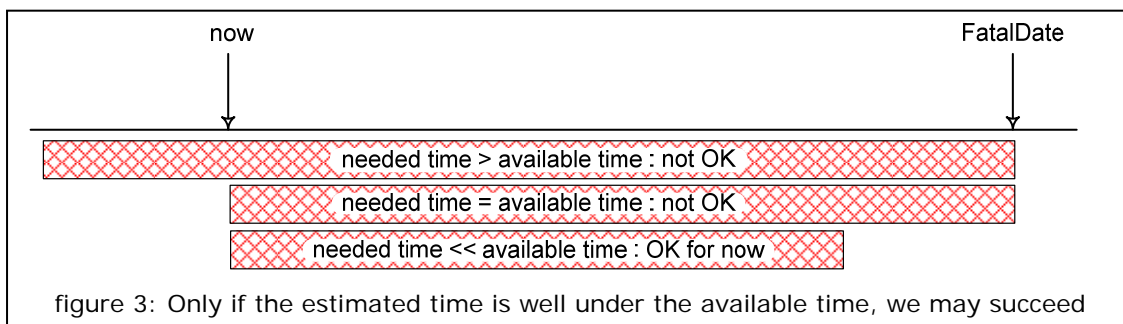 now FatalDate
needed time > available time : not OK
needed time = available time : not OK
needed time << available time : OK for now
figure 3: Only if the estimated time is well under the available time, we may succeed